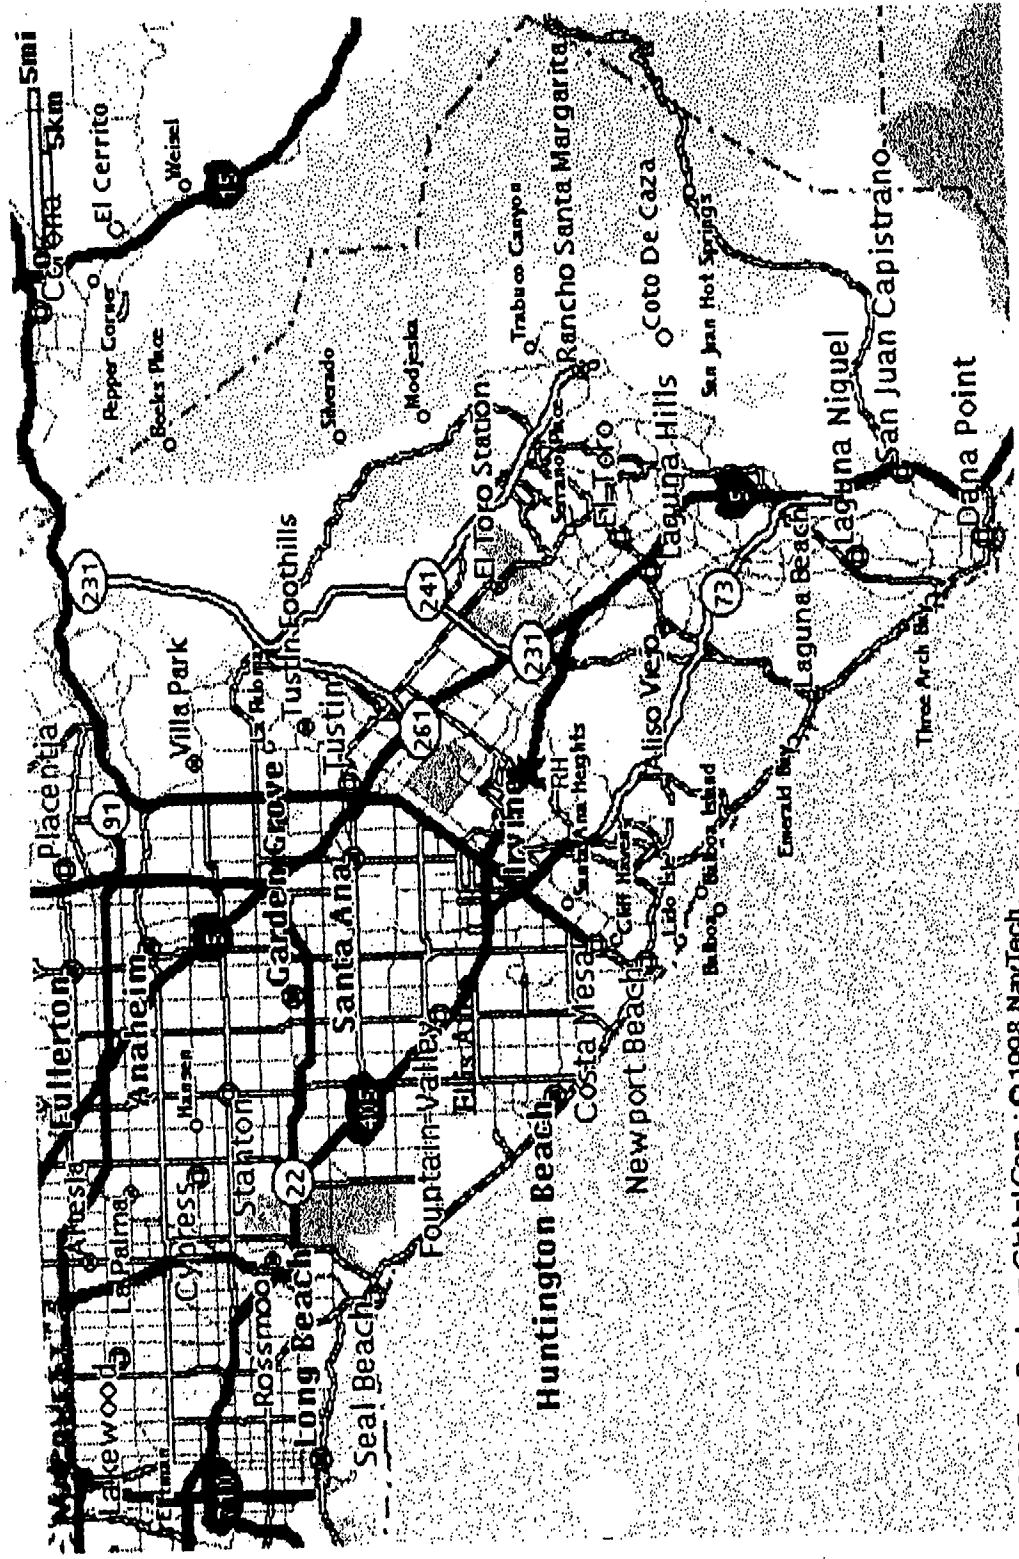 5mi
5km
Corona
El Cerrito
Weisel
15
Pepper Corner
Beeks Place
Silverado
Modjeska
Trabuco Canyon
Rancho Santa Margarita
Coto De Caza
San Juan Hot Springs
San Juan Capistrano
Placentia
91
231
Villa Park
Tustin Foothills
Tustin
241
231
261
El Toro Station
El Toro
Laguna Hills
5
Laguna Niguel
Dana Point
73
Laguna Beach
Three Arch Bay
Aliso Viejo
Emerald Bay
Fullerton
Anaheim
5
Garden Grove
Santa Ana
Irvine
RH
Santa Ana Heights
Cliff Haven
Lido Isle
Balboa Island
Balboa
Costa Mesa
Newport Beach
Artesia
La Palma
Cypress
Hansen
Stanton
22
405
Fountain Valley
Huntington Beach
Lakewood
Rossmoor
Long Beach
Seal Beach
©1998 NavTech